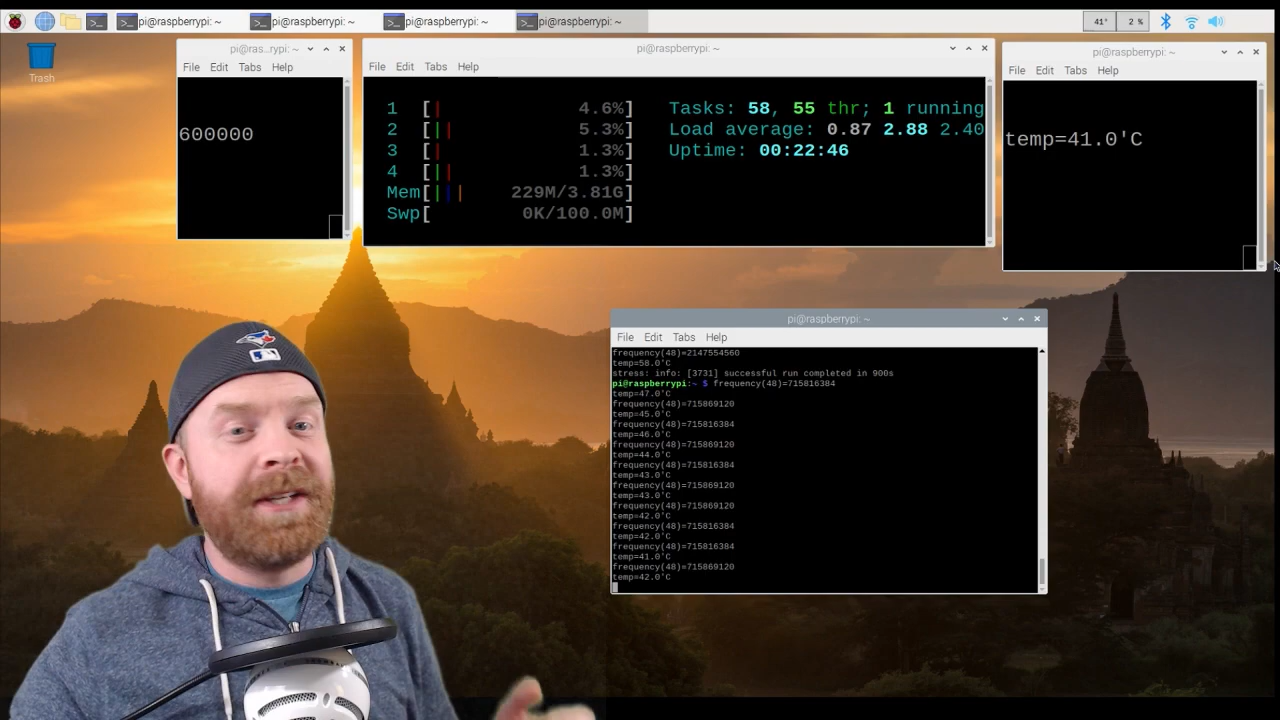 pi@raspberrypi: ~
pi@raspberrypi: ~
pi@raspberrypi: ~
pi@raspberrypi: ~
41°
2 %
Trash
pi@ras...rypi: ~
File Edit Tabs Help
600000
pi@raspberrypi: ~
File Edit Tabs Help
1 [| 4.6%] Tasks: 58, 55 thr; 1 running
2 [|| 5.3%] Load average: 0.87 2.88 2.40
3 [| 1.3%] Uptime: 00:22:46
4 [|| 1.3%]
Mem[||| 229M/3.81G]
Swp[ 0K/100.0M]
pi@raspberrypi: ~
File Edit Tabs Help
temp=41.0'C
pi@raspberrypi: ~
File Edit Tabs Help
frequency(48)=2147554560
temp=58.0'C
stress: info: [3731] successful run completed in 900s
pi@raspberrypi:~ $ frequency(48)=715816384
temp=47.0'C
frequency(48)=715869120
temp=45.0'C
frequency(48)=715816384
temp=46.0'C
frequency(48)=715869120
temp=44.0'C
frequency(48)=715816384
temp=43.0'C
frequency(48)=715869120
temp=43.0'C
frequency(48)=715869120
temp=42.0'C
frequency(48)=715816384
temp=42.0'C
frequency(48)=715816384
temp=41.0'C
frequency(48)=715869120
temp=42.0'C